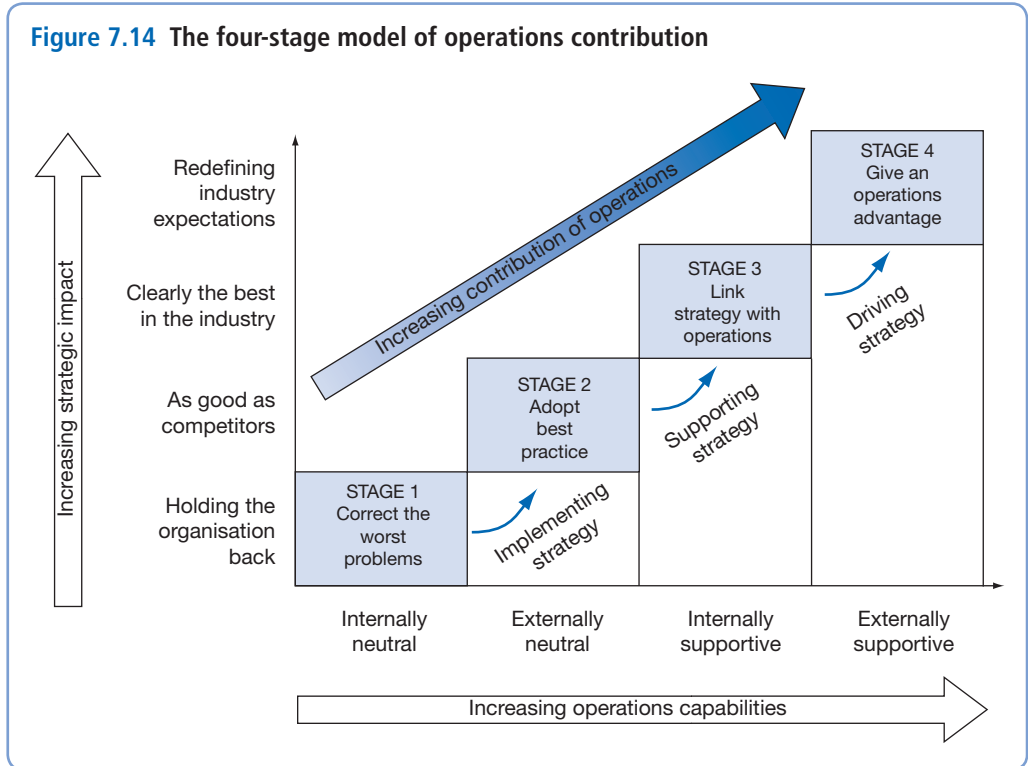 Figure 7.14 The four-stage model of operations contribution
Increasing strategic impact
Redefining
industry
expectations
Clearly the best
in the industry
As good as
competitors
Holding the
organisation
back
Increasing contribution of operations
STAGE 1
Correct the
worst
problems
Implementing
strategy
STAGE 2
Adopt
best
practice
Supporting
strategy
STAGE 3
Link
strategy with
operations
Driving
strategy
STAGE 4
Give an
operations
advantage
Internally
neutral
Externally
neutral
Internally
supportive
Externally
supportive
Increasing operations capabilities